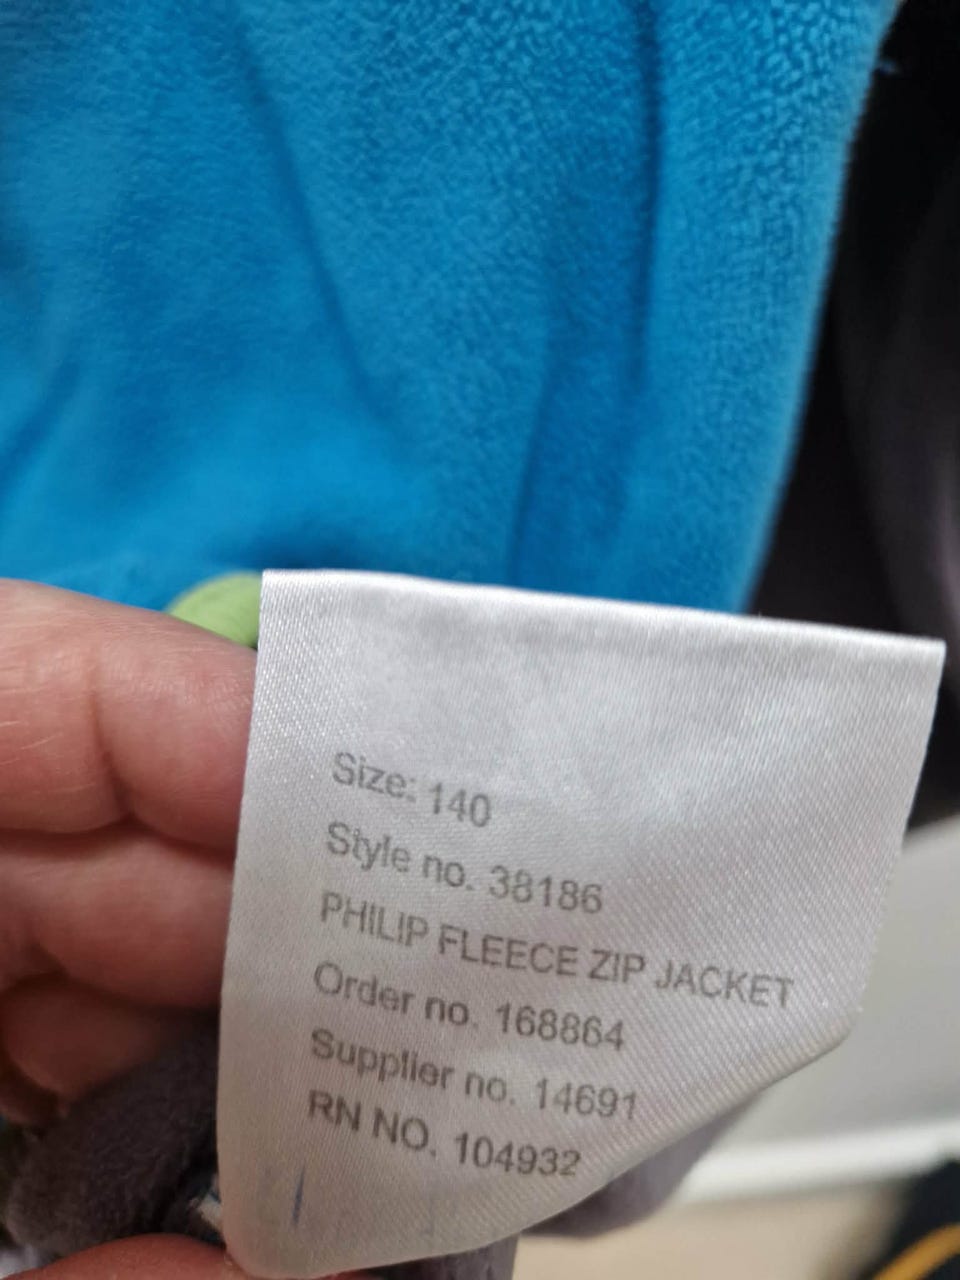 Size: 140
Style no. 38186
PHILIP FLEECE ZIP JACKET
Order no. 168864
Supplier no. 14691
RN NO. 104932